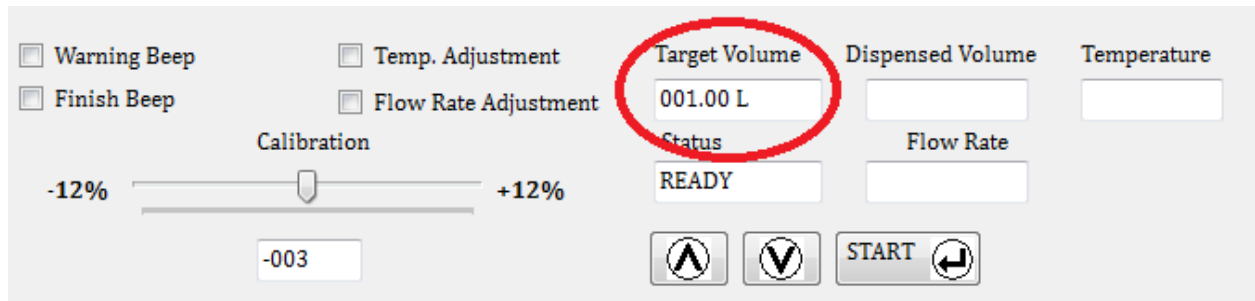 Warning Beep
Finish Beep
Temp. Adjustment
Flow Rate Adjustment
Calibration
-12%
+12%
-003
Target Volume
001.00 L
Dispensed Volume
Temperature
Status
READY
Flow Rate
START